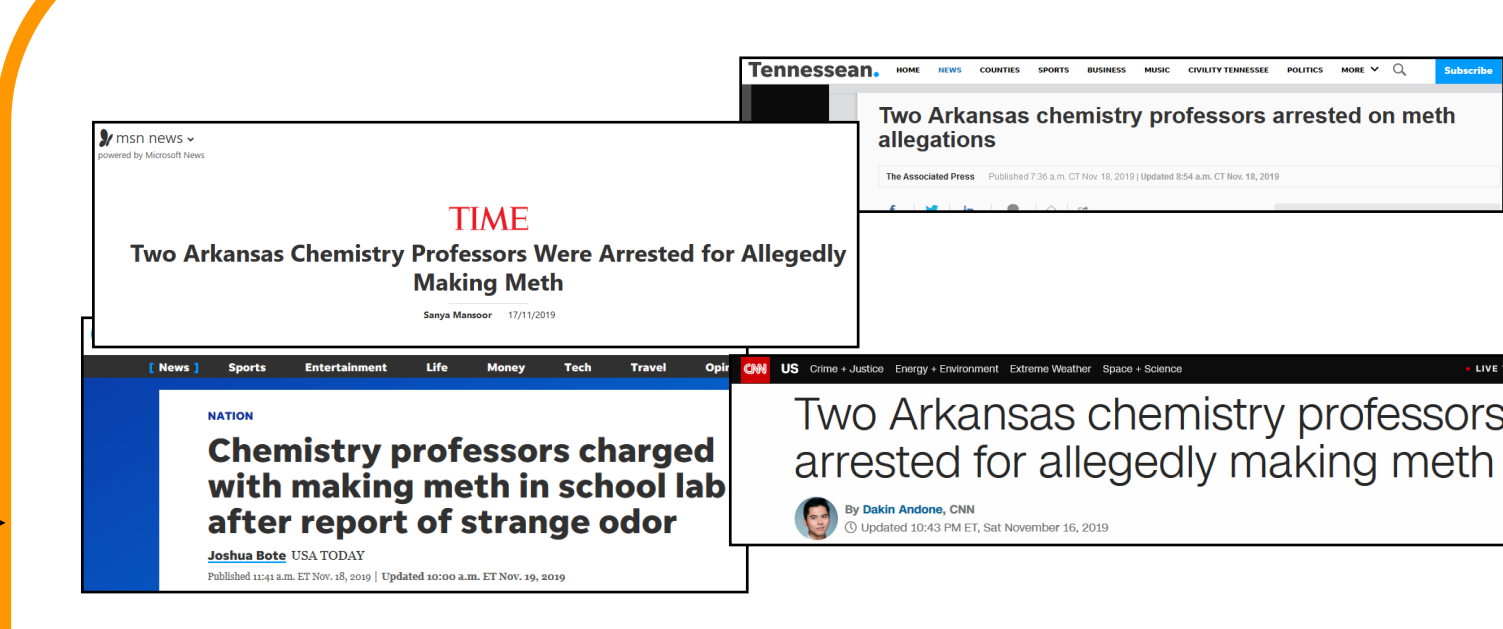 Tennessean.
HOME NEWS COUNTIES SPORTS BUSINESS MUSIC CIVILITY TENNESSEE POLITICS MORE
Subscribe
Two Arkansas chemistry professors arrested on meth
allegations
The Associated Press Published 7:36 a.m. CT Nov. 18, 2019 | Updated 8:54 a.m. CT Nov. 18, 2019
msn news
powered by Microsoft News
TIME
Two Arkansas Chemistry Professors Were Arrested for Allegedly
Making Meth
Sanya Mansoor 17/11/2019
[ News ] Sports Entertainment Life Money Tech Travel
NATION
Chemistry professors charged
with making meth in school lab
after report of strange odor
Joshua Bote USA TODAY
Published 11:41 a.m. ET Nov. 18, 2019 | Updated 10:00 a.m. ET Nov. 19, 2019
CNN US Crime + Justice Energy + Environment Extreme Weather Space + Science
LIVE
Two Arkansas chemistry professors
arrested for allegedly making meth
By Dakin Andone, CNN
Updated 10:43 PM ET, Sat November 16, 2019